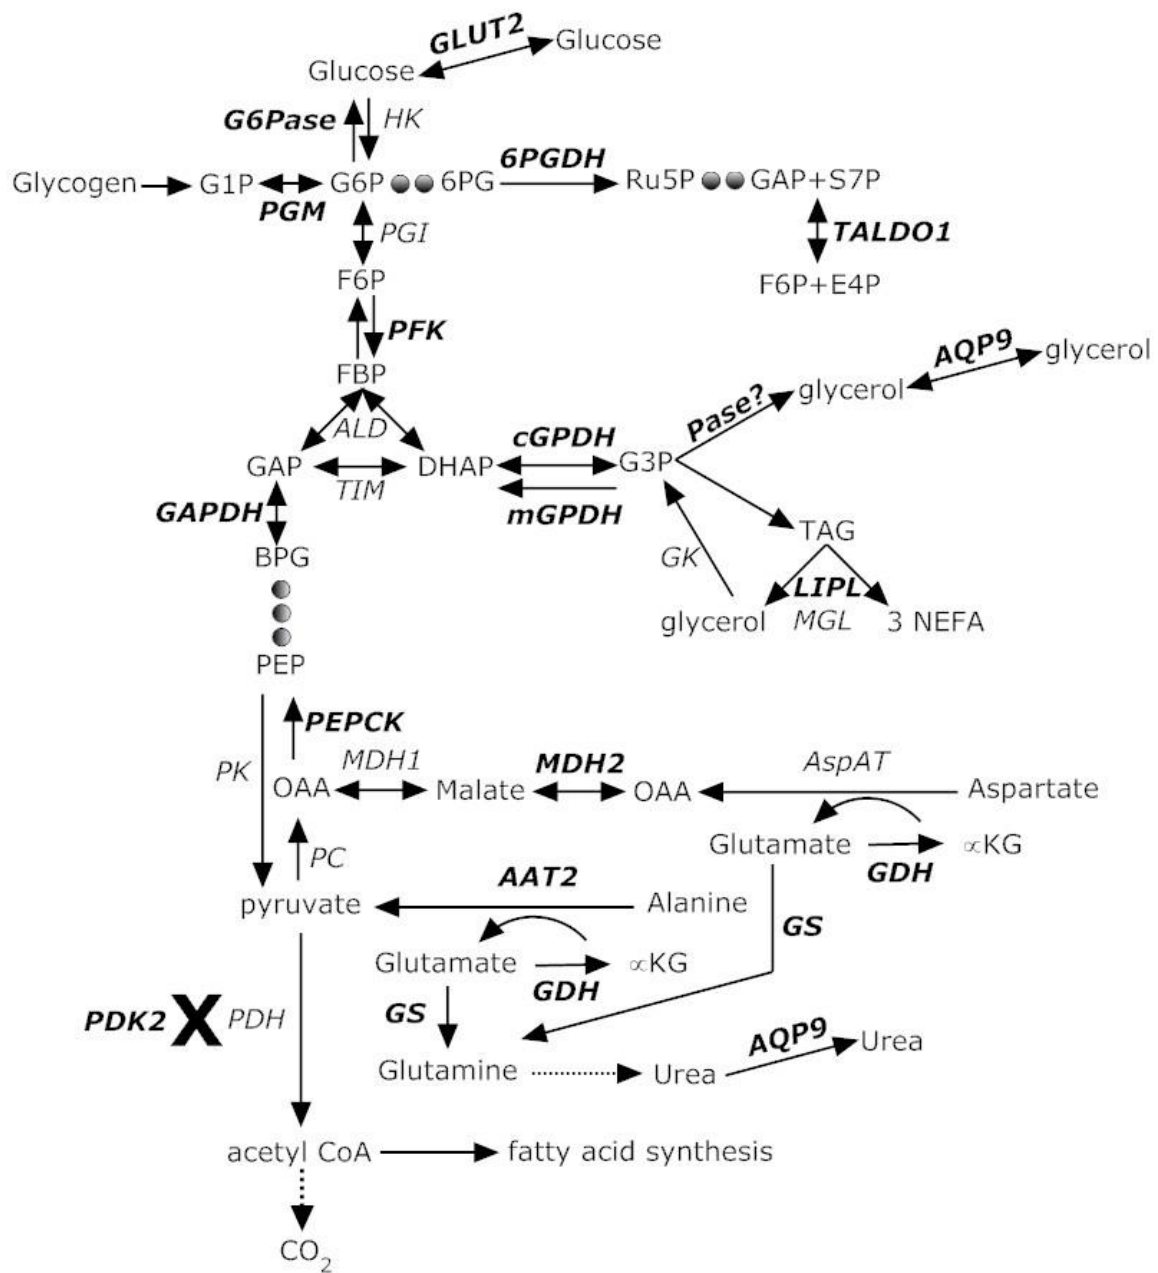 GLUT2 Glucose
Glucose
G6Pase HK
6PGDH
Glycogen G1P G6P 6PG Ru5P GAP+S7P
PGM
PGI TALDO1
F6P F6P+E4P
PFK
AQP9 glycerol
FBP glycerol
Pase?
ALD cGPDH
GAP DHAP G3P
TIM
GAPDH mGPDH
TAG
BPG GK
LIPL
glycerol MGL 3 NEFA
PEP
PEPCK
PK MDH1 MDH2 AspAT
OAA Malate OAA Aspartate
Glutamate ∝KG
PC GDH
AAT2
pyruvate Alanine
GS
Glutamate ∝KG
GDH
PDK2 X PDH GS
AQP9 Urea
Glutamine Urea
acetyl CoA fatty acid synthesis
CO2